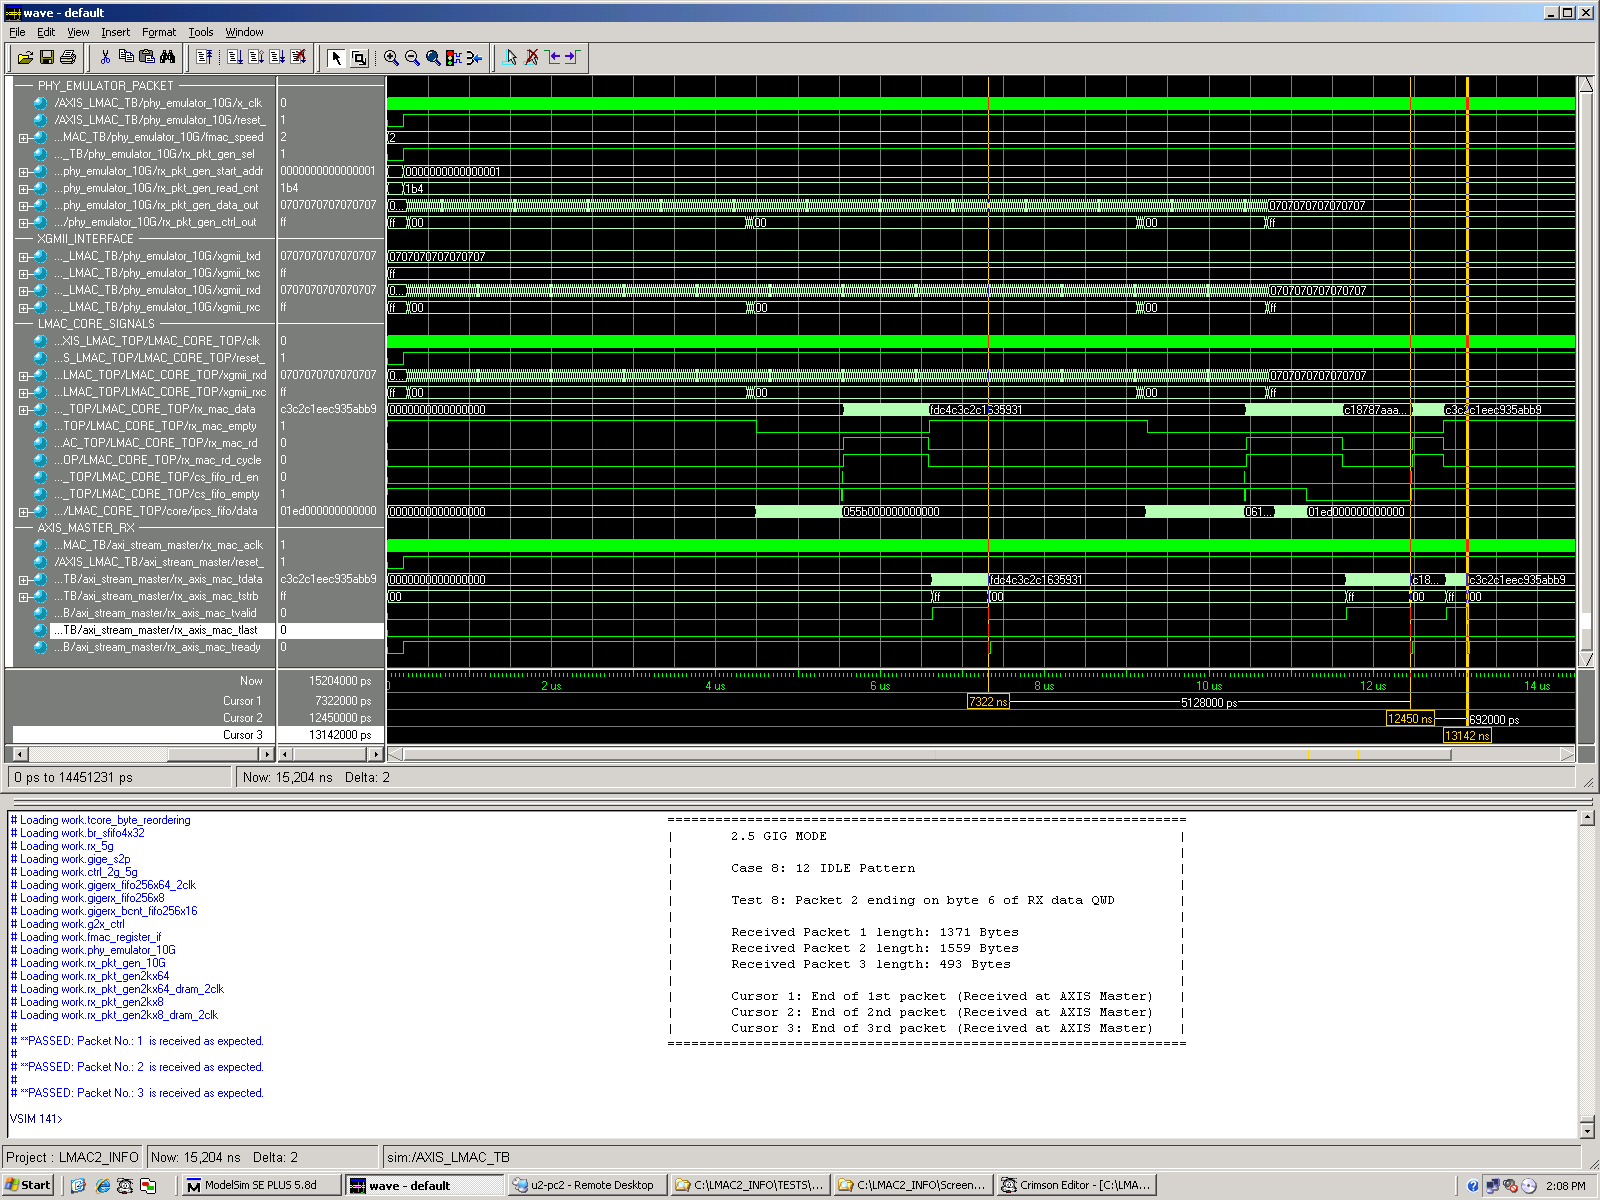 wave - default
File Edit View Insert Format Tools Window
PHY_EMULATOR_PACKET
/AXIS_LMAC_TB/phy_emulator_10G/x_clk 0
/AXIS_LMAC_TB/phy_emulator_10G/reset_ 1
...MAC_TB/phy_emulator_10G/fmac_speed 2 2
..._TB/phy_emulator_10G/rx_pkt_gen_sel 1
...phy_emulator_10G/rx_pkt_gen_start_addr 0000000000000001 0000000000000001
...phy_emulator_10G/rx_pkt_gen_read_cnt 1b4 1b4
...phy_emulator_10G/rx_pkt_gen_data_out 0707070707070707 0... 0707070707070707
.../phy_emulator_10G/rx_pkt_gen_ctrl_out ff ff 00 00 00 ff
XGMII_INTERFACE
..._LMAC_TB/phy_emulator_10G/xgmii_txd 0707070707070707 0707070707070707
..._LMAC_TB/phy_emulator_10G/xgmii_txc ff ff
..._LMAC_TB/phy_emulator_10G/xgmii_rxd 0707070707070707 0... 0707070707070707
..._LMAC_TB/phy_emulator_10G/xgmii_rxc ff ff 00 00 00 ff
LMAC_CORE_SIGNALS
...XIS_LMAC_TOP/LMAC_CORE_TOP/clk 0
...S_LMAC_TOP/LMAC_CORE_TOP/reset_ 1
...LMAC_TOP/LMAC_CORE_TOP/xgmii_rxd 0707070707070707 0... 0707070707070707
...LMAC_TOP/LMAC_CORE_TOP/xgmii_rxc ff ff 00 00 00 ff
..._TOP/LMAC_CORE_TOP/rx_mac_data c3c2c1eec935abb9 0000000000000000 fdc4c3c2c1635931 c18787aaa... c3c2c1eec935abb9
...TOP/LMAC_CORE_TOP/rx_mac_empty 1
...AC_TOP/LMAC_CORE_TOP/rx_mac_rd 0
...OP/LMAC_CORE_TOP/rx_mac_rd_cycle 0
..._TOP/LMAC_CORE_TOP/cs_fifo_rd_en 0
..._TOP/LMAC_CORE_TOP/cs_fifo_empty 1
.../LMAC_CORE_TOP/core/ipcs_fifo/data 01ed000000000000 0000000000000000 055b000000000000 061... 01ed000000000000
AXIS_MASTER_RX
...MAC_TB/axi_stream_master/rx_mac_aclk 1
/AXIS_LMAC_TB/axi_stream_master/reset_ 1
...TB/axi_stream_master/rx_axis_mac_tdata c3c2c1eec935abb9 0000000000000000 fdc4c3c2c1635931 c18... c3c2c1eec935abb9
...TB/axi_stream_master/rx_axis_mac_tstrb ff 00 ff 00 ff 00 ff 00
...B/axi_stream_master/rx_axis_mac_tvalid 0
...TB/axi_stream_master/rx_axis_mac_tlast 0
...B/axi_stream_master/rx_axis_mac_tready 0
Now 15204000 ps 2 us 4 us 6 us 8 us 10 us 12 us 14 us
Cursor 1 7322000 ps 7322 ns 5128000 ps
Cursor 2 12450000 ps 12450 ns 692000 ps
Cursor 3 13142000 ps 13142 ns
0 ps to 14451231 ps Now: 15,204 ns Delta: 2
# Loading work.tcore_byte_reordering
# Loading work.br_sfifo4x32
# Loading work.rx_5g
# Loading work.gige_s2p
# Loading work.ctrl_2g_5g
# Loading work.gigerx_fifo256x64_2clk
# Loading work.gigerx_fifo256x8
# Loading work.gigerx_bcnt_fifo256x16
# Loading work.g2x_ctrl
# Loading work.fmac_register_if
# Loading work.phy_emulator_10G
# Loading work.rx_pkt_gen_10G
# Loading work.rx_pkt_gen2kx64
# Loading work.rx_pkt_gen2kx64_dram_2clk
# Loading work.rx_pkt_gen2kx8
# Loading work.rx_pkt_gen2kx8_dram_2clk
#
# **PASSED: Packet No.: 1 is received as expected.
#
# **PASSED: Packet No.: 2 is received as expected.
#
# **PASSED: Packet No.: 3 is received as expected.
VSIM 141>
2.5 GIG MODE
Case 8: 12 IDLE Pattern
Test 8: Packet 2 ending on byte 6 of RX data QWD
Received Packet 1 length: 1371 Bytes
Received Packet 2 length: 1559 Bytes
Received Packet 3 length: 493 Bytes
Cursor 1: End of 1st packet (Received at AXIS Master)
Cursor 2: End of 2nd packet (Received at AXIS Master)
Cursor 3: End of 3rd packet (Received at AXIS Master)
Project : LMAC2_INFO Now: 15,204 ns Delta: 2 sim:/AXIS_LMAC_TB
Start ModelSim SE PLUS 5.8d wave - default u2-pc2 - Remote Desktop C:\LMAC2_INFO\TESTS\... C:\LMAC2_INFO\Screen... Crimson Editor - [C:\LMA... 2:08 PM